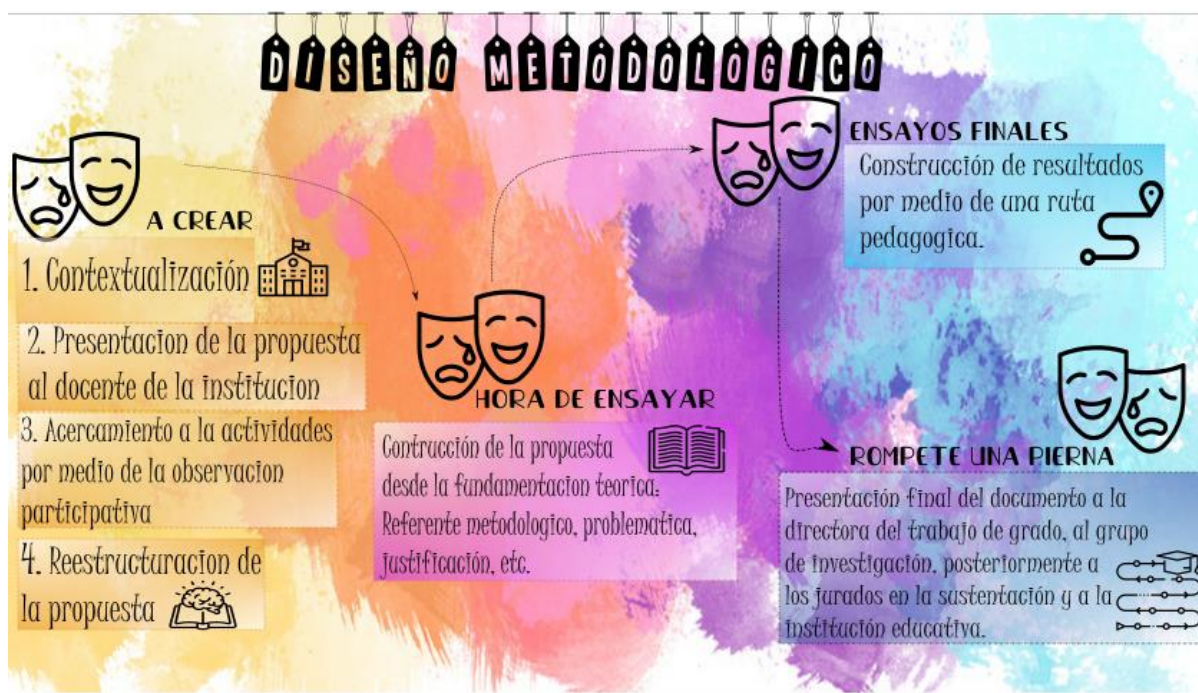 DISEÑO METODOLOGICO
A CREAR
1. Contextualización
2. Presentacion de la propuesta
al docente de la institucion
3. Acercamiento a la actividades
por medio de la observacion
participativa
4. Reestructuracion de
la propuesta
HORA DE ENSAYAR
Contrucción de la propuesta
desde la fundamentacion teorica:
Referente metodologico, problematica,
justificación, etc.
ENSAYOS FINALES
Construcción de resultados
por medio de una ruta
pedagogica.
ROMPETE UNA PIERNA
Presentación final del documento a la
directora del trabajo de grado, al grupo
de investigación, posteriormente a
los jurados en la sustentación y a la
institución educativa.